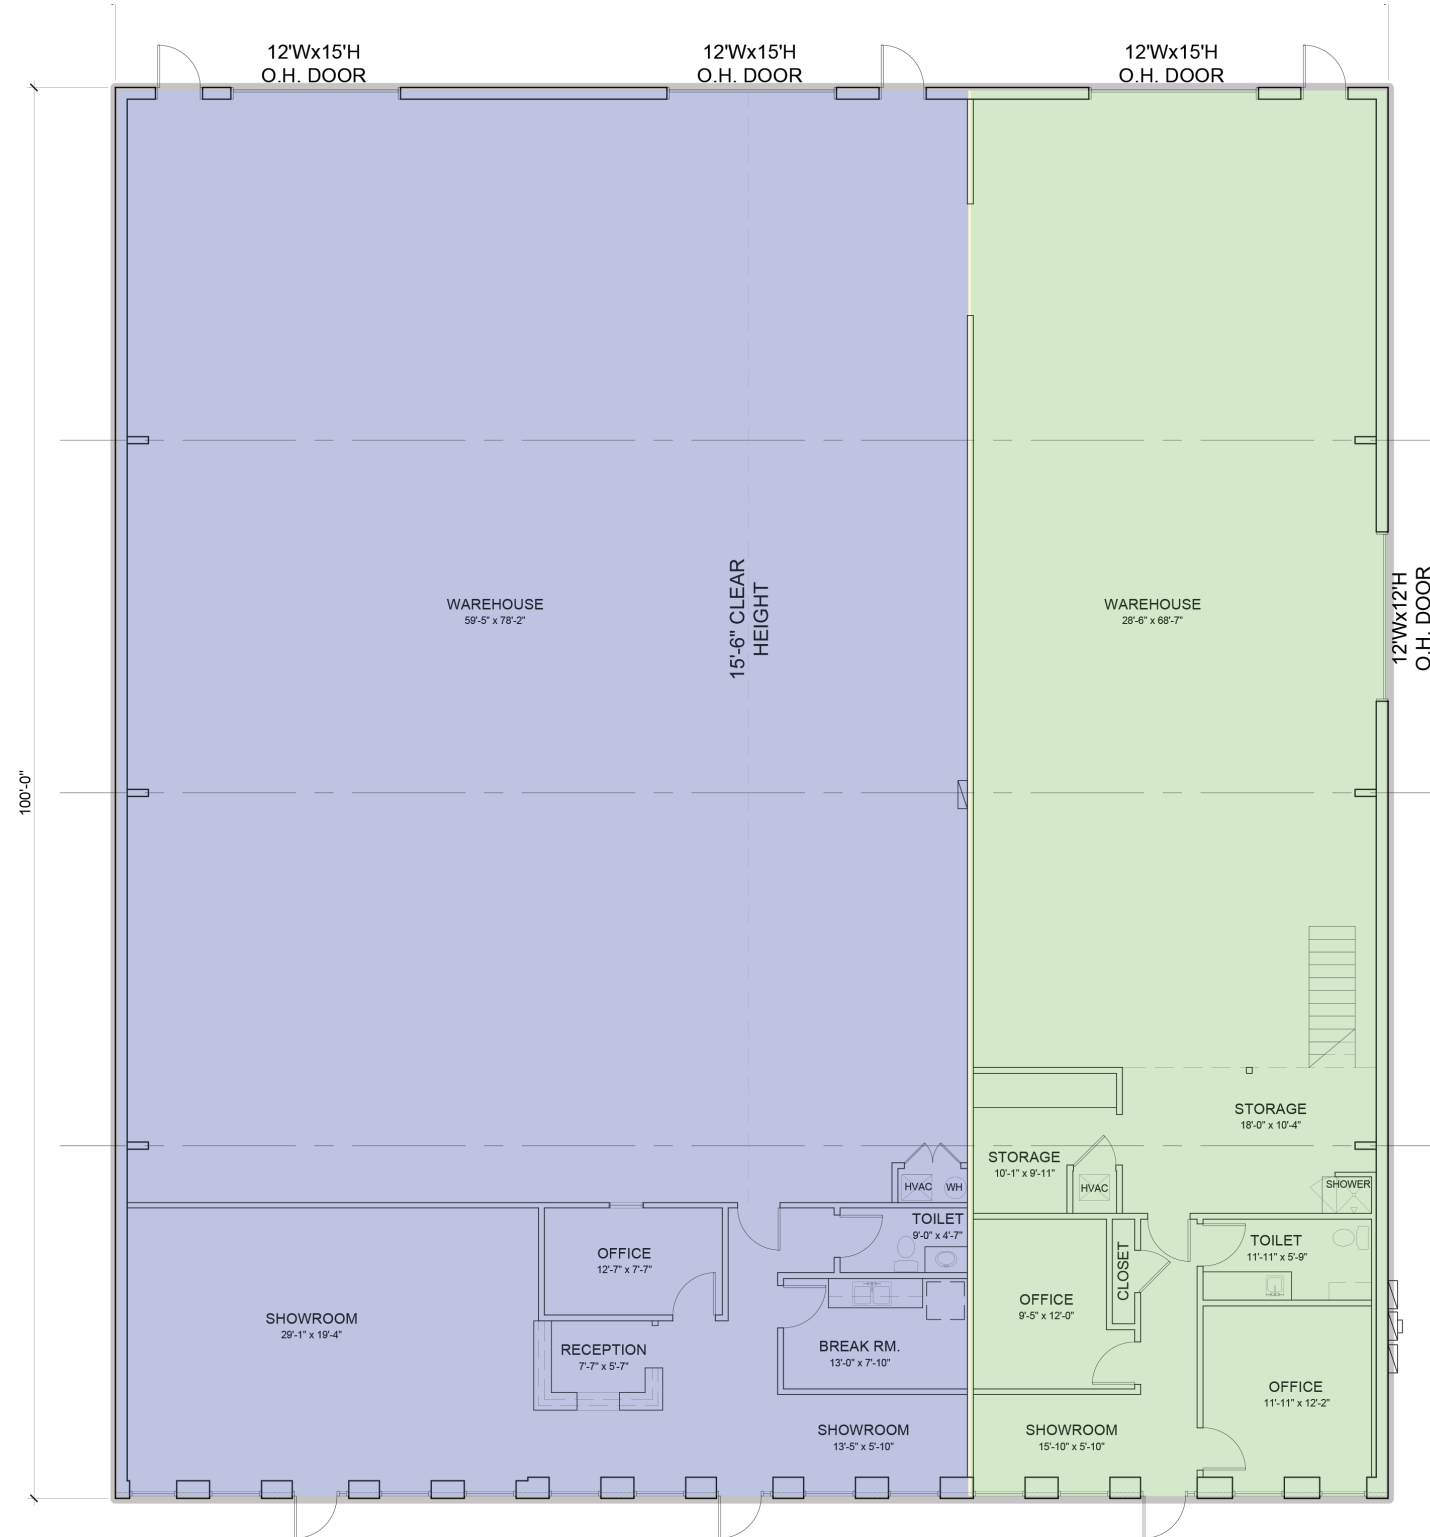 12'Wx15'H
O.H. DOOR
12'Wx15'H
O.H. DOOR
12'Wx15'H
O.H. DOOR
WAREHOUSE
59'-5" x 78'-2"
15'-6" CLEAR
HEIGHT
WAREHOUSE
28'-6" x 68'-7"
12'Wx12'H
O.H. DOOR
100'-0"
STORAGE
18'-0" x 10'-4"
STORAGE
10'-1" x 9'-11"
HVAC
WH
HVAC
SHOWER
TOILET
9'-0" x 4'-7"
OFFICE
12'-7" x 7'-7"
CLOSET
TOILET
11'-11" x 5'-9"
SHOWROOM
29'-1" x 19'-4"
OFFICE
9'-5" x 12'-0"
RECEPTION
7'-7" x 5'-7"
BREAK RM.
13'-0" x 7'-10"
OFFICE
11'-11" x 12'-2"
SHOWROOM
13'-5" x 5'-10"
SHOWROOM
15'-10" x 5'-10"